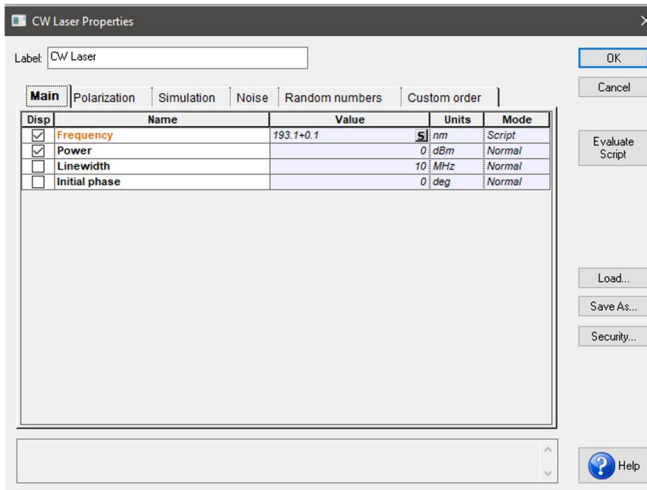 CW Laser Properties
Label: CW Laser
OK
Cancel
Main Polarization Simulation Noise Random numbers Custom order
Disp Name Value Units Mode
Frequency 193.1+0.1 S nm Script
Power 0 dBm Normal
Linewidth 10 MHz Normal
Initial phase 0 deg Normal
Evaluate
Script
Load...
Save As...
Security...
? Help